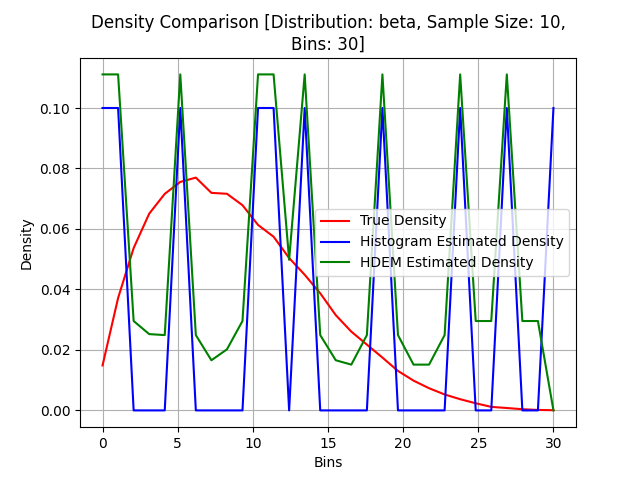 Density Comparison [Distribution: beta, Sample Size: 10,
Bins: 30]
Density
0.10
0.08
0.06
0.04
0.02
0.00
True Density
Histogram Estimated Density
HDEM Estimated Density
0 5 10 15 20 25 30
Bins